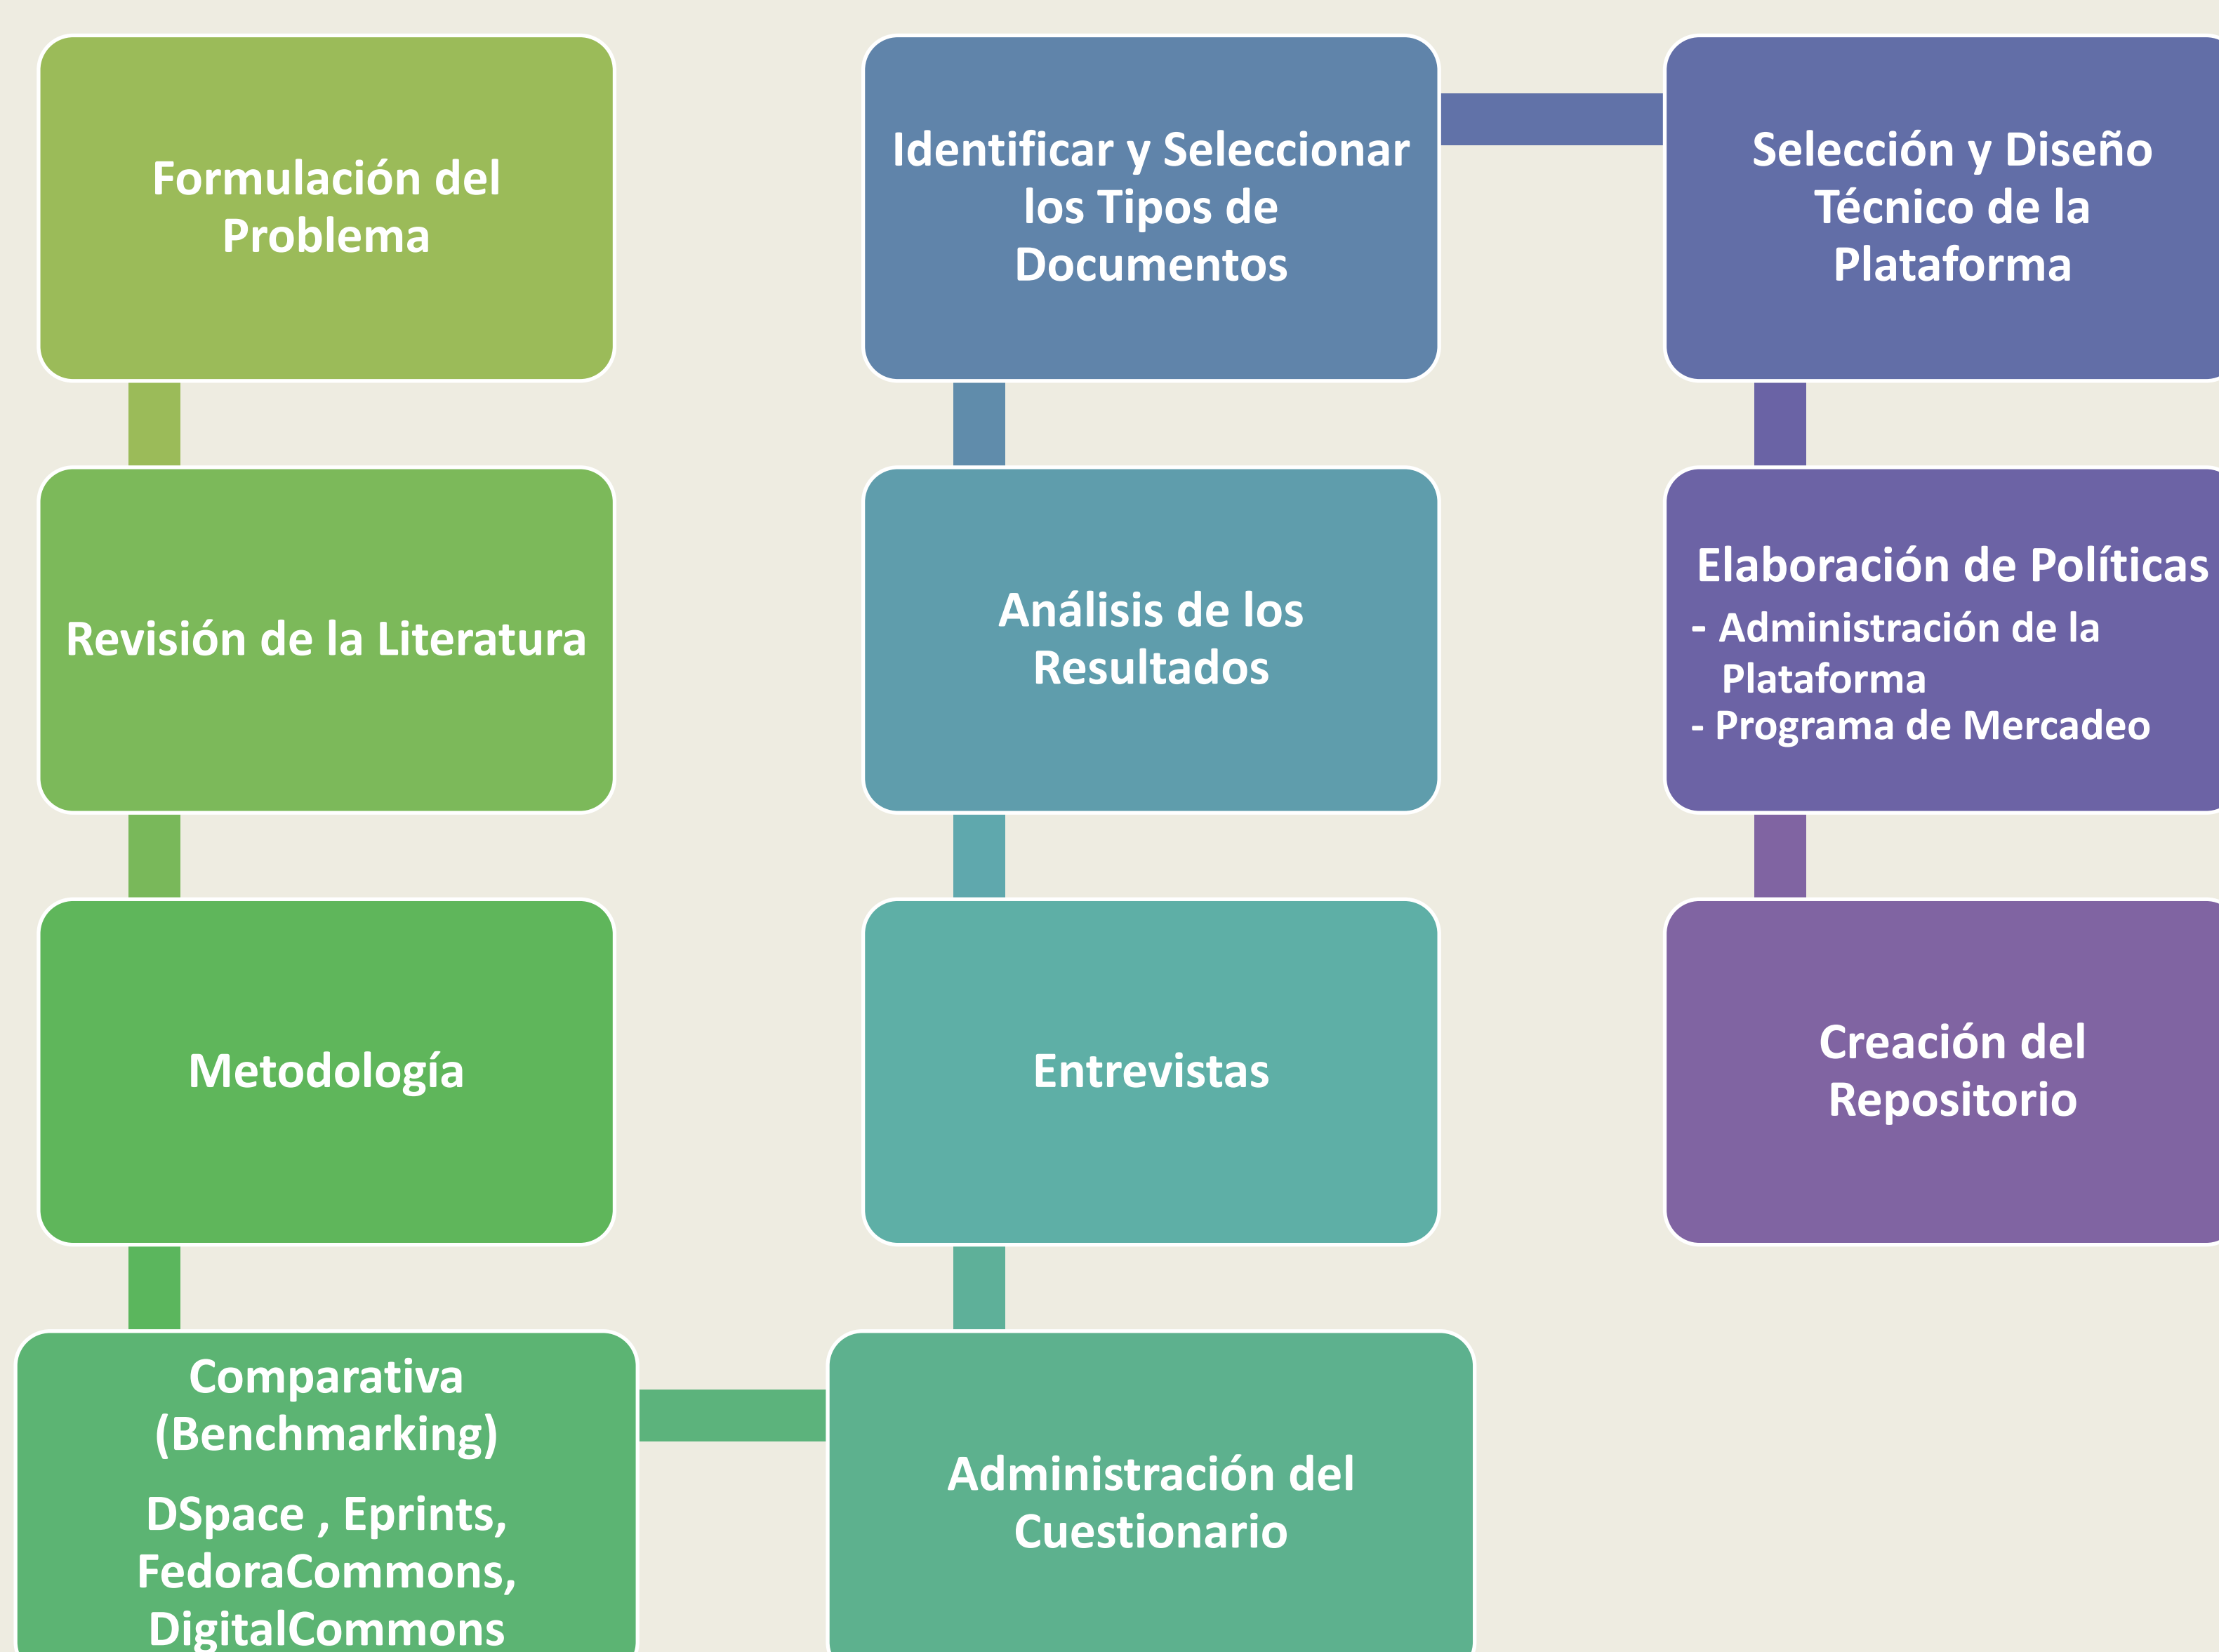 Formulación del
Problema
Revisión de la Literatura
Metodología
Comparativa
(Benchmarking)
DSpace , Eprints,
FedoraCommons,
DigitalCommons
Administración del
Cuestionario
Entrevistas
Análisis de los
Resultados
Identificar y Seleccionar
los Tipos de
Documentos
Selección y Diseño
Técnico de la
Plataforma
Elaboración de Políticas
- Administración de la
Plataforma
- Programa de Mercadeo
Creación del
Repositorio